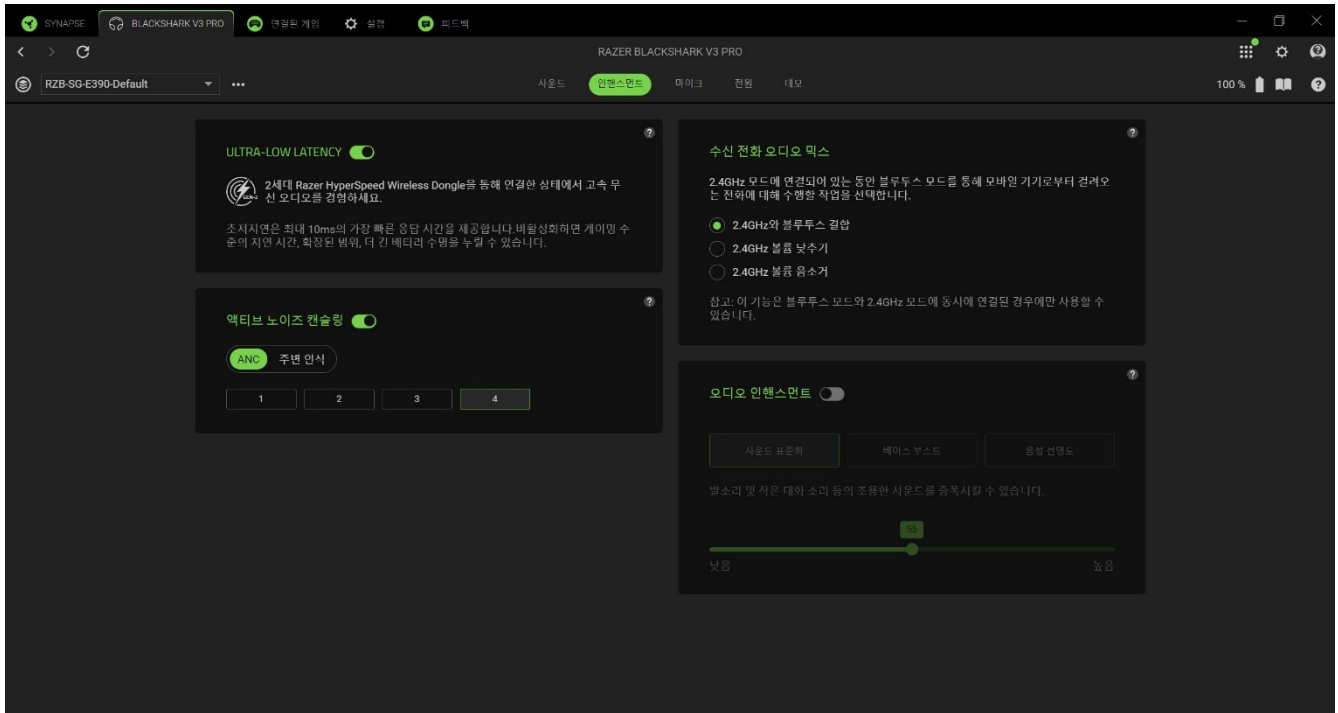 SYNAPSE
BLACKSHARK V3 PRO
연결된 게임
설정
피드백
RAZER BLACKSHARK V3 PRO
RZB-SG-E390-Default
사운드
인핸스먼트
마이크
전원
데모
100 %
ULTRA-LOW LATENCY
2세대 Razer HyperSpeed Wireless Dongle을 통해 연결한 상태에서 고속 무
선 오디오를 경험하세요.
초저지연은 최대 10ms의 가장 빠른 응답 시간을 제공합니다.비활성화하면 게이밍 수
준의 지연 시간, 확장된 범위, 더 긴 배터리 수명을 누릴 수 있습니다.
액티브 노이즈 캔슬링
ANC
주변 인식
1
2
3
4
수신 전화 오디오 믹스
2.4GHz 모드에 연결되어 있는 동안 블루투스 모드를 통해 모바일 기기로부터 걸려오
는 전화에 대해 수행할 작업을 선택합니다.
2.4GHz와 블루투스 결합
2.4GHz 볼륨 낮추기
2.4GHz 볼륨 음소거
참고: 이 기능은 블루투스 모드와 2.4GHz 모드에 동시에 연결된 경우에만 사용할 수
있습니다.
오디오 인핸스먼트
사운드 표준화
베이스 부스트
음성 선명도
발소리 및 작은 대화 소리 등의 조용한 사운드를 증폭시킬 수 있습니다.
55
낮음
높음